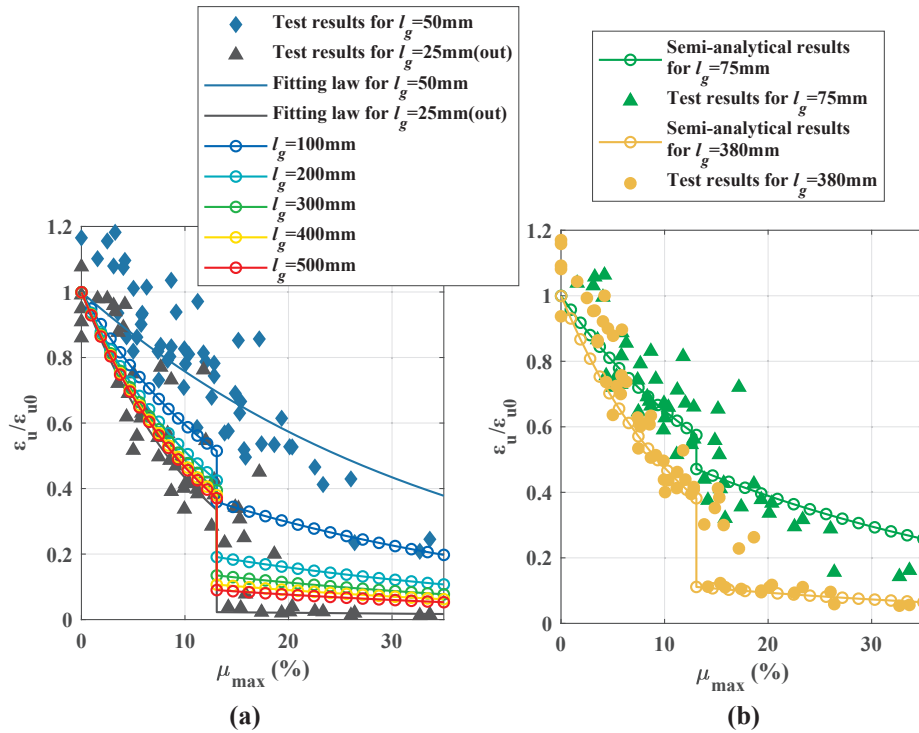 Test results for l_g=50mm
Test results for l_g=25mm(out)
Fitting law for l_g=50mm
Fitting law for l_g=25mm(out)
l_g=100mm
l_g=200mm
l_g=300mm
l_g=400mm
l_g=500mm
Semi-analytical results
for l_g=75mm
Test results for l_g=75mm
Semi-analytical results
for l_g=380mm
Test results for l_g=380mm
1.2
1
0.8
0.6
0.4
0.2
0
ε_u/ε_u0
0 10 20 30
μ_max (%)
(a)
1.2
1
0.8
0.6
0.4
0.2
0
ε_u/ε_u0
0 10 20 30
μ_max (%)
(b)